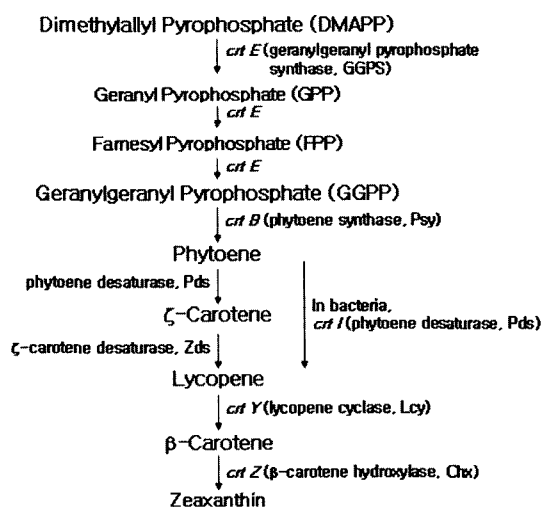 Dimethylallyl Pyrophosphate (DMAPP)
crt E (geranylgeranyl pyrophosphate
synthase, GGPS)
Geranyl Pyrophosphate (GPP)
crt E
Farnesyl Pyrophosphate (FPP)
crt E
Geranylgeranyl Pyrophosphate (GGPP)
crt B (phytoene synthase, Psy)
Phytoene
phytoene desaturase, Pds
In bacteria,
crt I (phytoene desaturase, Pds)
ζ-Carotene
ζ-carotene desaturase, Zds
Lycopene
crt Y (lycopene cyclase, Lcy)
β-Carotene
crt Z (β-carotene hydroxylase, Chx)
Zeaxanthin